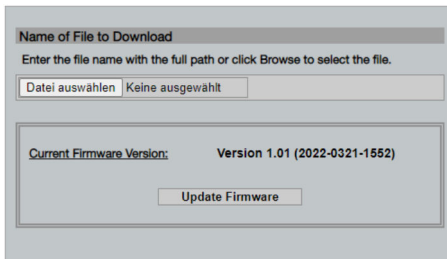 Name of File to Download
Enter the file name with the full path or click Browse to select the file.
Datei auswählen Keine ausgewählt
Current Firmware Version: Version 1.01 (2022-0321-1552)
Update Firmware